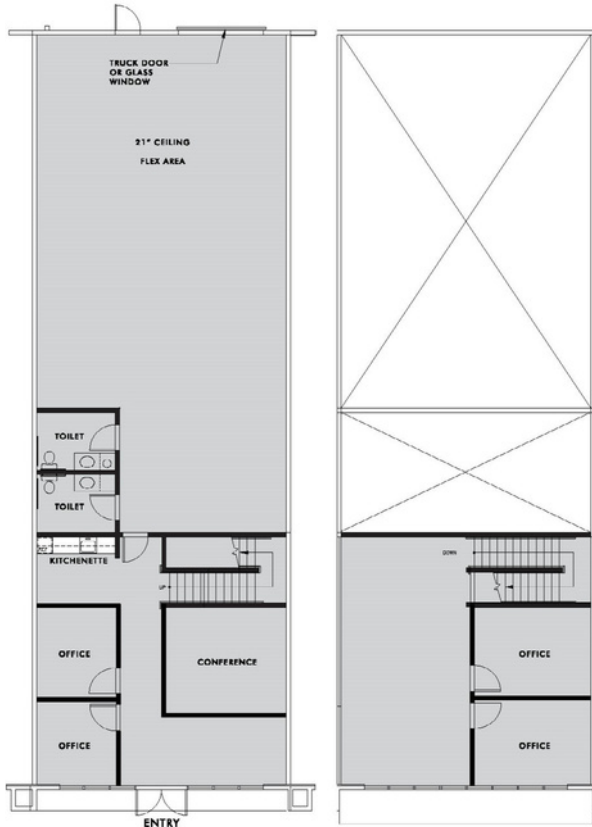 TRUCK DOOR
OR GLASS
WINDOW
21" CEILING
FLEX AREA
TOILET
TOILET
KITCHENETTE
UP
OFFICE
CONFERENCE
OFFICE
ENTRY
DOWN
OFFICE
OFFICE